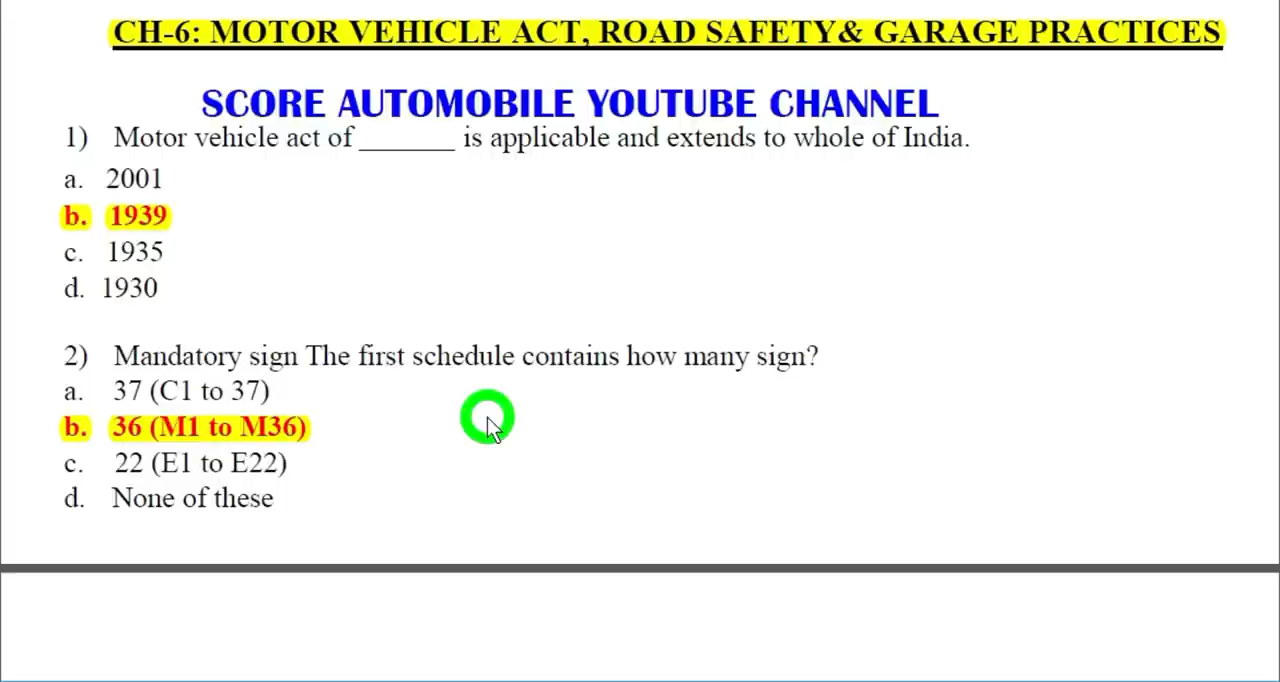 CH-6: MOTOR VEHICLE ACT, ROAD SAFETY& GARAGE PRACTICES
SCORE AUTOMOBILE YOUTUBE CHANNEL
1) Motor vehicle act of _______ is applicable and extends to whole of India.
a. 2001
b. 1939
c. 1935
d. 1930
2) Mandatory sign The first schedule contains how many sign?
a. 37 (C1 to 37)
b. 36 (M1 to M36)
c. 22 (E1 to E22)
d. None of these